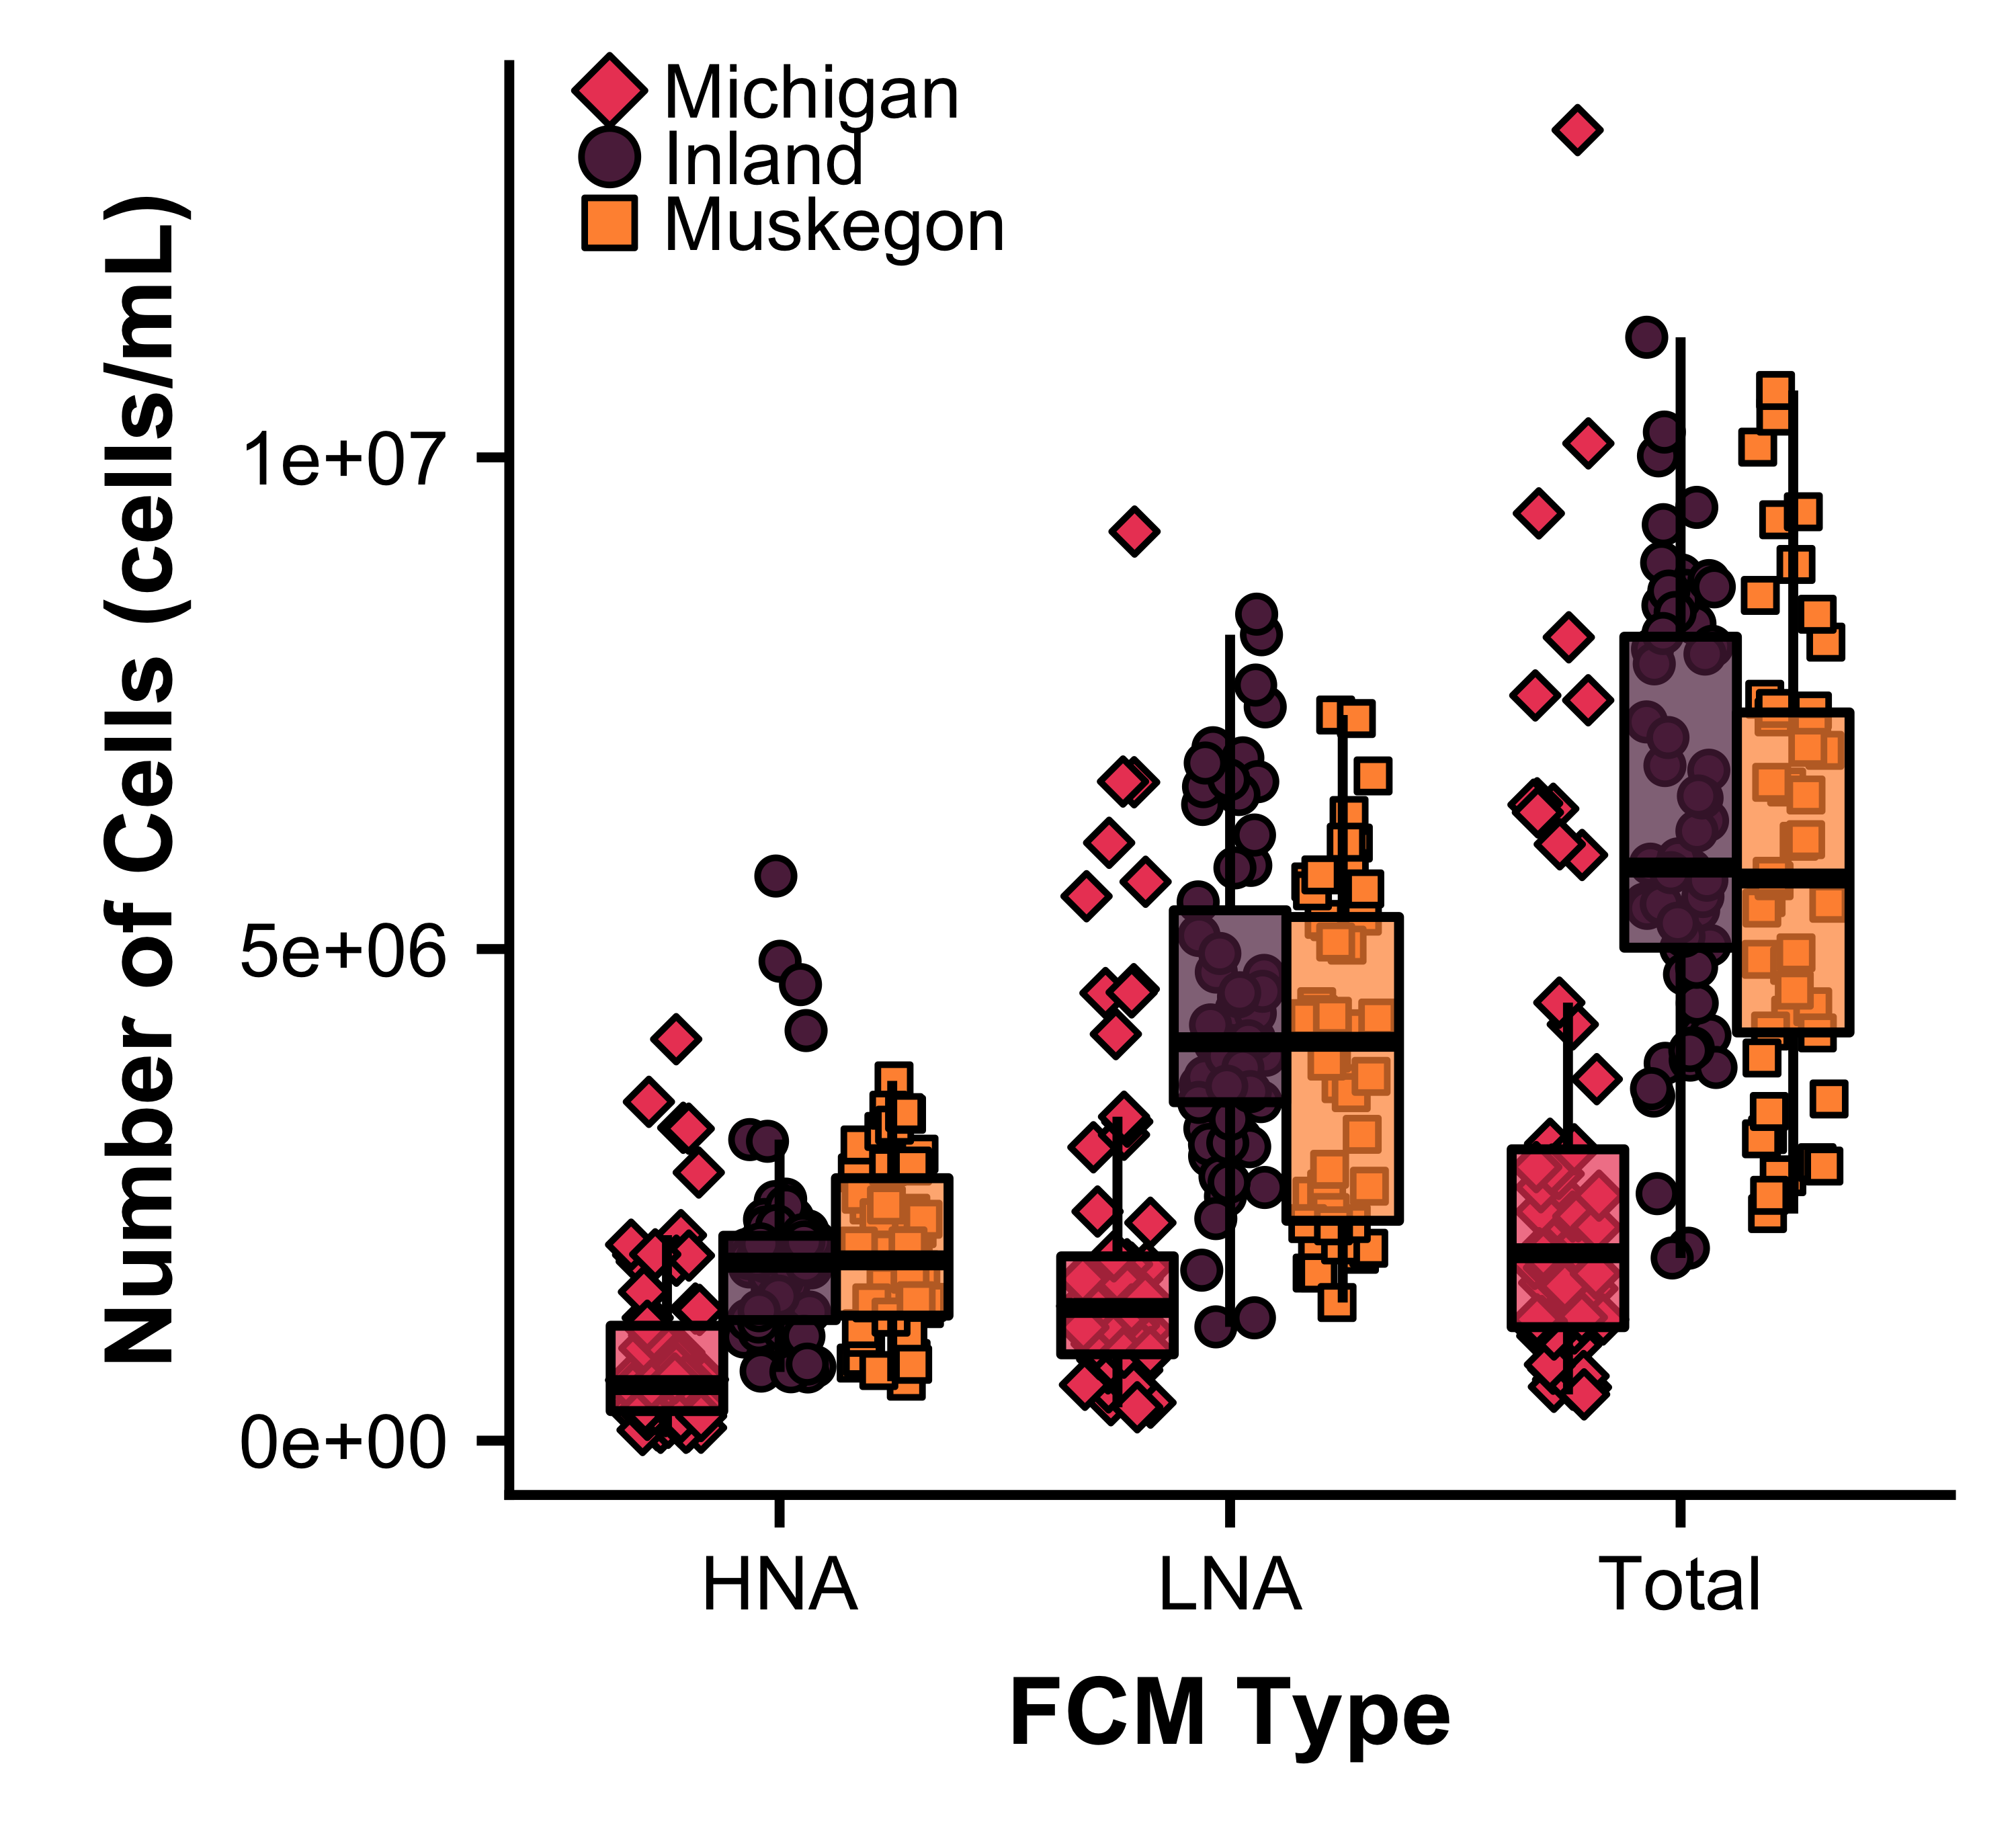 Michigan
Inland
Muskegon
Number of Cells (cells/mL)
1e+07
5e+06
0e+00
HNA LNA Total
FCM Type